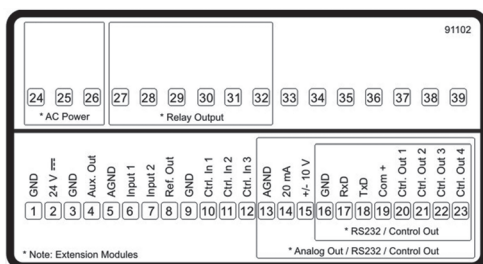 91102
24 25 26 27 28 29 30 31 32 33 34 35 36 37 38 39
* AC Power
* Relay Output
GND
24 V ⎓
GND
Aux. Out
AGND
Input 1
Input 2
Ref. Out
GND
Ctrl. In 1
Ctrl. In 2
Ctrl. In 3
AGND
20 mA
+/- 10 V
GND
RxD
TxD
Com +
Ctrl. Out 1
Ctrl. Out 2
Ctrl. Out 3
Ctrl. Out 4
1 2 3 4 5 6 7 8 9 10 11 12 13 14 15 16 17 18 19 20 21 22 23
* RS232 / Control Out
* Note: Extension Modules
* Analog Out / RS232 / Control Out